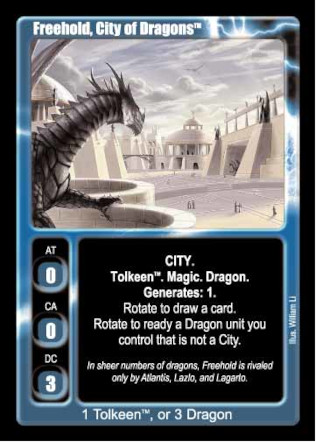 Freehold, City of Dragons™
AT
0
CA
0
DC
3
CITY.
Tolkeen™. Magic. Dragon.
Generates: 1.
Rotate to draw a card.
Rotate to ready a Dragon unit you
control that is not a City.
In sheer numbers of dragons, Freehold is rivaled
only by Atlantis, Lazlo, and Lagarto.
Illus. William Li
1 Tolkeen™, or 3 Dragon